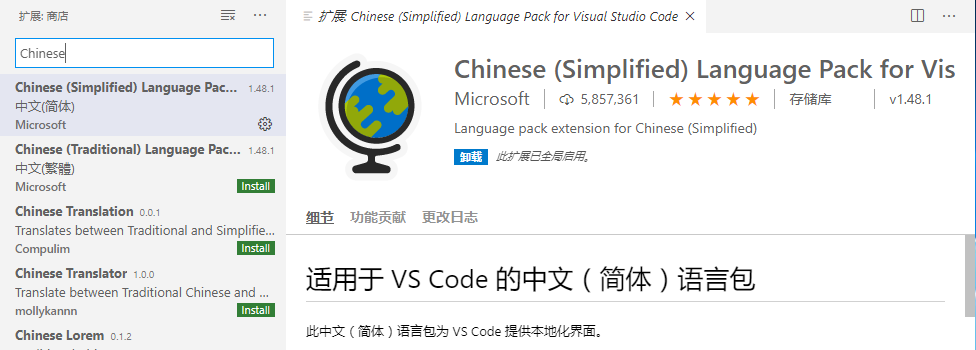 扩展: 商店
Chinese
Chinese (Simplified) Language Pac... 1.48.1
中文(简体)
Microsoft
Chinese (Traditional) Language Pac... 1.48.1
中文(繁體)
Microsoft Install
Chinese Translation 0.0.1
Translates between Traditional and Simplifie...
Compulim Install
Chinese Translator 1.0.0
Translate between Traditional Chinese and ...
mollykannn Install
Chinese Lorem 0.1.2
扩展: Chinese (Simplified) Language Pack for Visual Studio Code
Chinese (Simplified) Language Pack for Vis
Microsoft 5,857,361 存储库 v1.48.1
Language pack extension for Chinese (Simplified)
卸载 此扩展已全局启用。
细节 功能贡献 更改日志
适用于 VS Code 的中文（简体）语言包
此中文（简体）语言包为 VS Code 提供本地化界面。